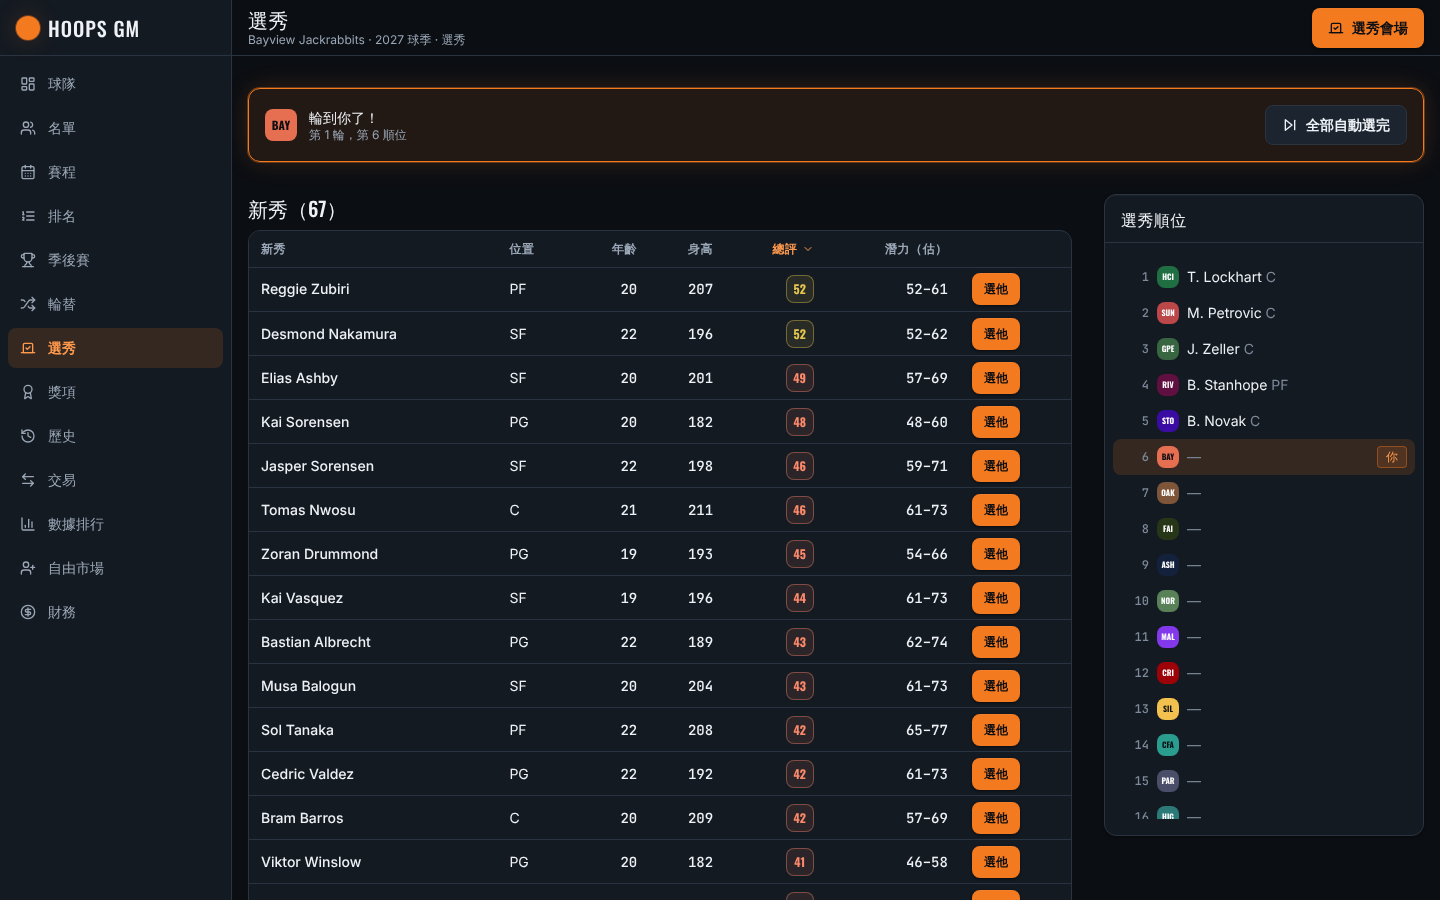 HOOPS GM
球隊
名單
賽程
排名
季後賽
輪替
選秀
獎項
歷史
交易
數據排行
自由市場
財務
選秀
Bayview Jackrabbits · 2027 球季 · 選秀
選秀會場
BAY
輪到你了！
第 1 輪，第 6 順位
全部自動選完
新秀（67）
新秀 位置 年齡 身高 總評 潛力（估）
Reggie Zubiri PF 20 207 52 52–61 選他
Desmond Nakamura SF 22 196 52 52–62 選他
Elias Ashby SF 20 201 49 57–69 選他
Kai Sorensen PG 20 182 48 48–60 選他
Jasper Sorensen SF 22 198 46 59–71 選他
Tomas Nwosu C 21 211 46 61–73 選他
Zoran Drummond PG 19 193 45 54–66 選他
Kai Vasquez SF 19 196 44 61–73 選他
Bastian Albrecht PG 22 189 43 62–74 選他
Musa Balogun SF 20 204 43 61–73 選他
Sol Tanaka PF 22 208 42 65–77 選他
Cedric Valdez PG 22 192 42 61–73 選他
Bram Barros C 20 209 42 57–69 選他
Viktor Winslow PG 20 182 41 46–58 選他
選秀順位
1 HCI T. Lockhart C
2 SUN M. Petrovic C
3 GPE J. Zeller C
4 RIV B. Stanhope PF
5 STO B. Novak C
6 BAY — 你
7 OAK —
8 FAI —
9 ASH —
10 NOR —
11 MAL —
12 CRI —
13 SIL —
14 CFA —
15 PAR —
16 HIG —